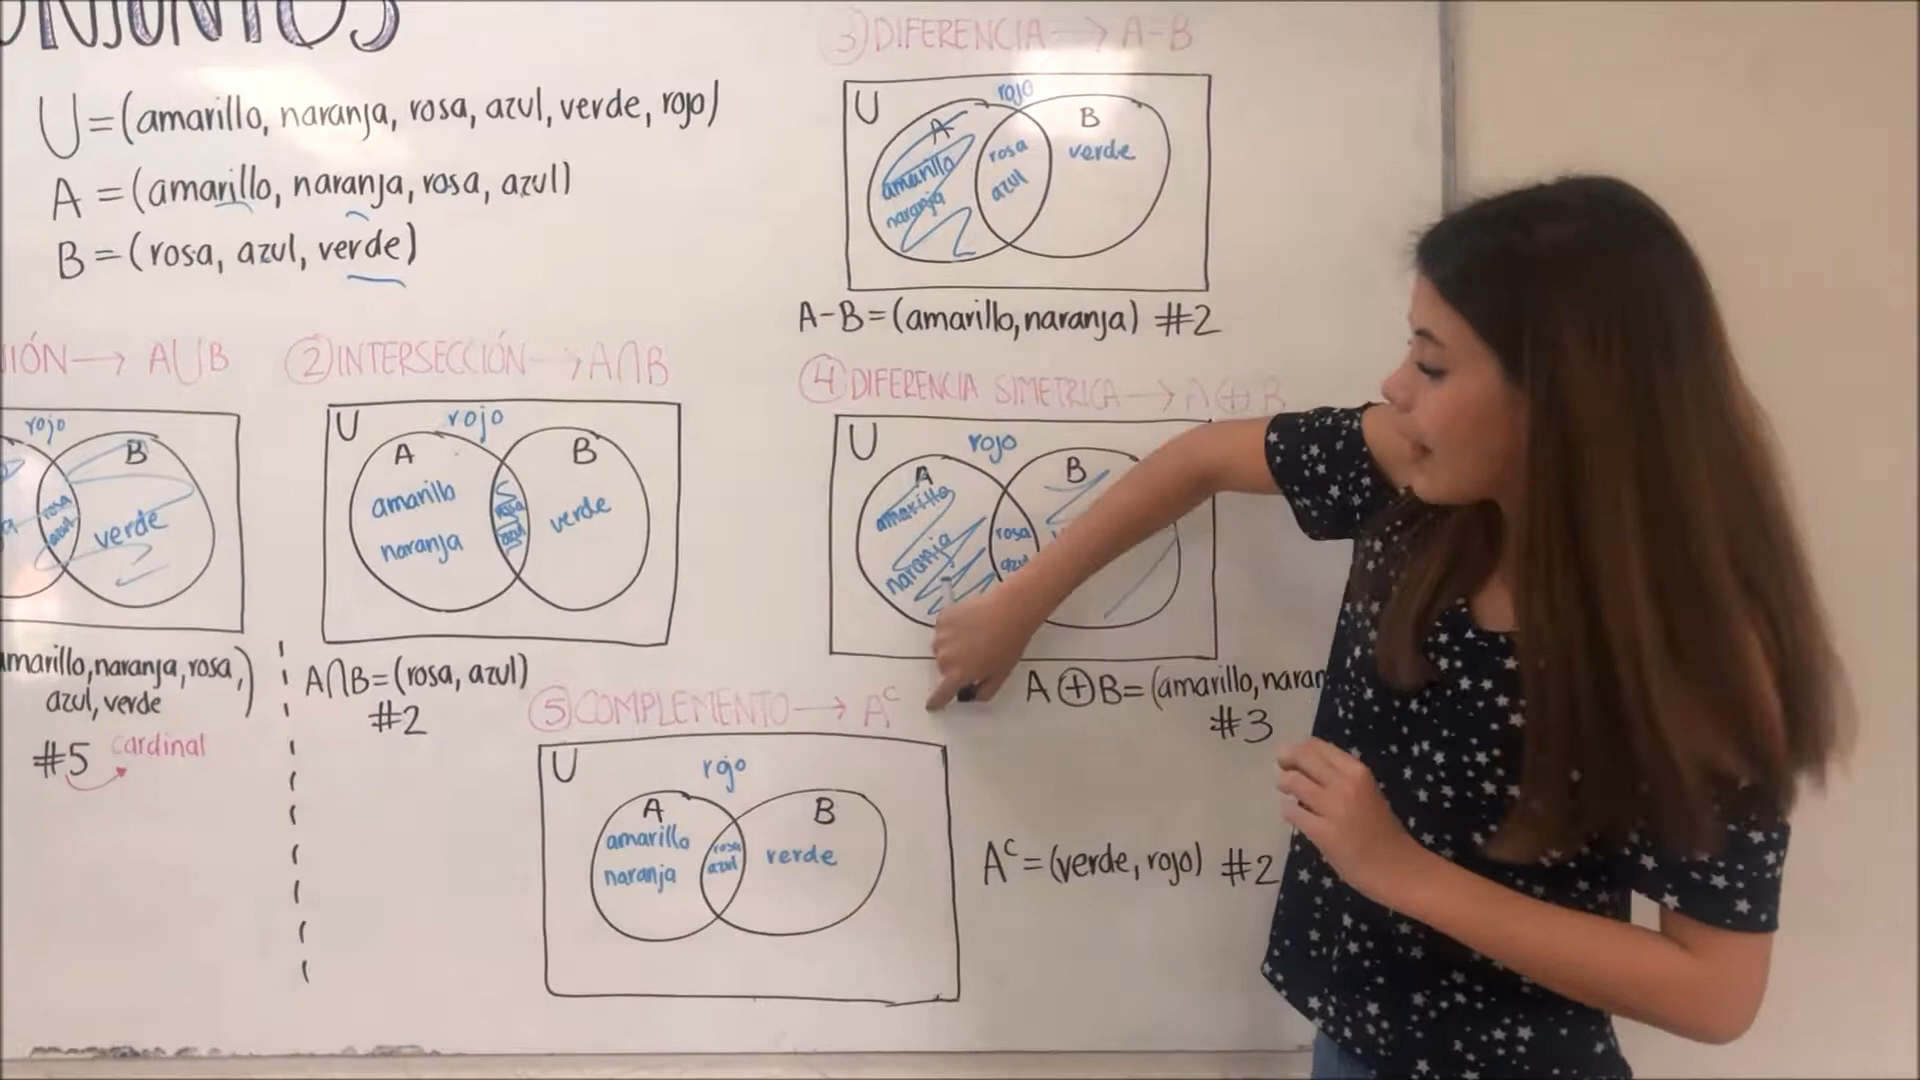 U=(amarillo, naranja, rosa, azul, verde, rojo)
A=(amarillo, naranja, rosa, azul)
B=(rosa, azul, verde)
IÓN→ A∪B
rojo
B
rosa
azul
verde
marillo, naranja, rosa,)
azul, verde
#5 cardinal
② INTERSECCIÓN→A∩B
U
rojo
A
B
amarillo
naranja
rosa
azul
verde
A∩B=(rosa, azul)
#2
③ DIFERENCIA→ A-B
U
rojo
A
B
amarillo
naranja
rosa
azul
verde
A-B=(amarillo, naranja) #2
④ DIFERENCIA SIMETRICA→ A⊕B
U
rojo
A
B
amarillo
naranja
rosa
azul
A⊕B=(amarillo, naran
#3
⑤ COMPLEMENTO→ Aᶜ
U
rojo
A
B
amarillo
naranja
rosa
azul
verde
Aᶜ=(verde, rojo) #2